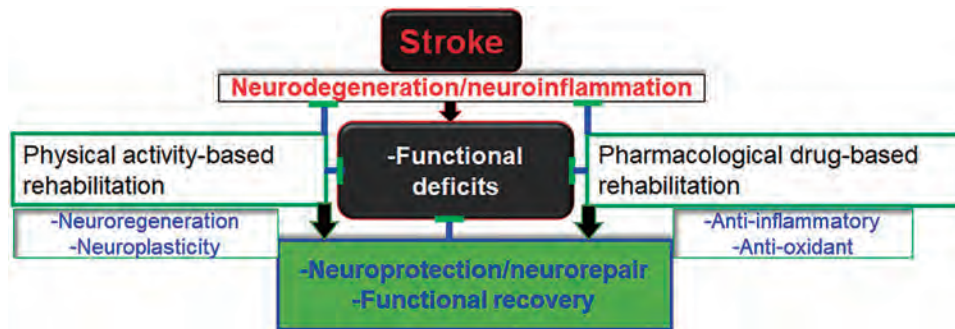 Stroke
Neurodegeneration/neuroinflammation
Physical activity-based
rehabilitation
-Functional
deficits
Pharmacological drug-based
rehabilitation
-Neuroregeneration
-Neuroplasticity
-Anti-inflammatory
-Anti-oxidant
-Neuroprotection/neurorepair
-Functional recovery